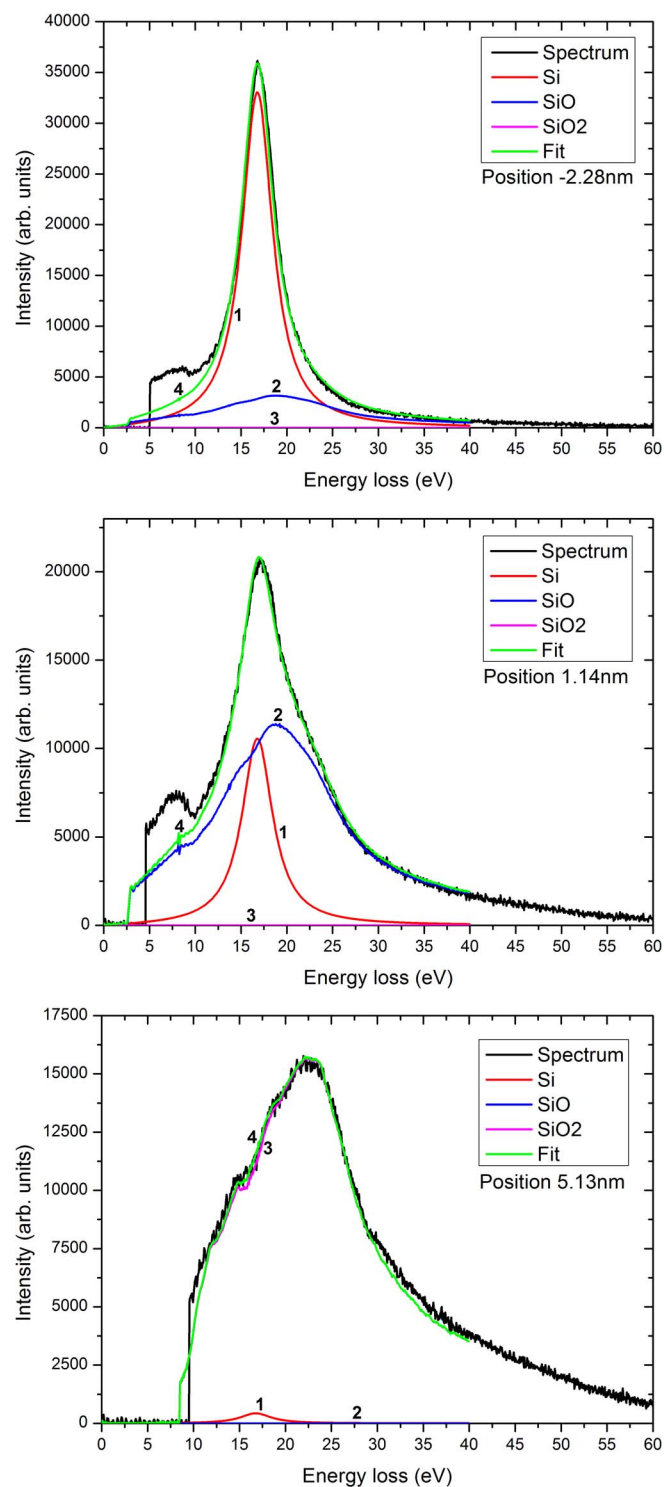 40000
35000
30000
25000
20000
15000
10000
5000
0
Intensity (arb. units)
Spectrum
Si
SiO
SiO2
Fit
Position -2.28nm
1
2
3
4
0 5 10 15 20 25 30 35 40 45 50 55 60
Energy loss (eV)
20000
15000
10000
5000
0
Intensity (arb. units)
Spectrum
Si
SiO
SiO2
Fit
Position 1.14nm
2
4
1
3
0 5 10 15 20 25 30 35 40 45 50 55 60
Energy loss (eV)
17500
15000
12500
10000
7500
5000
2500
0
Intensity (arb. units)
Spectrum
Si
SiO
SiO2
Fit
Position 5.13nm
4
3
1
2
0 5 10 15 20 25 30 35 40 45 50 55 60
Energy loss (eV)